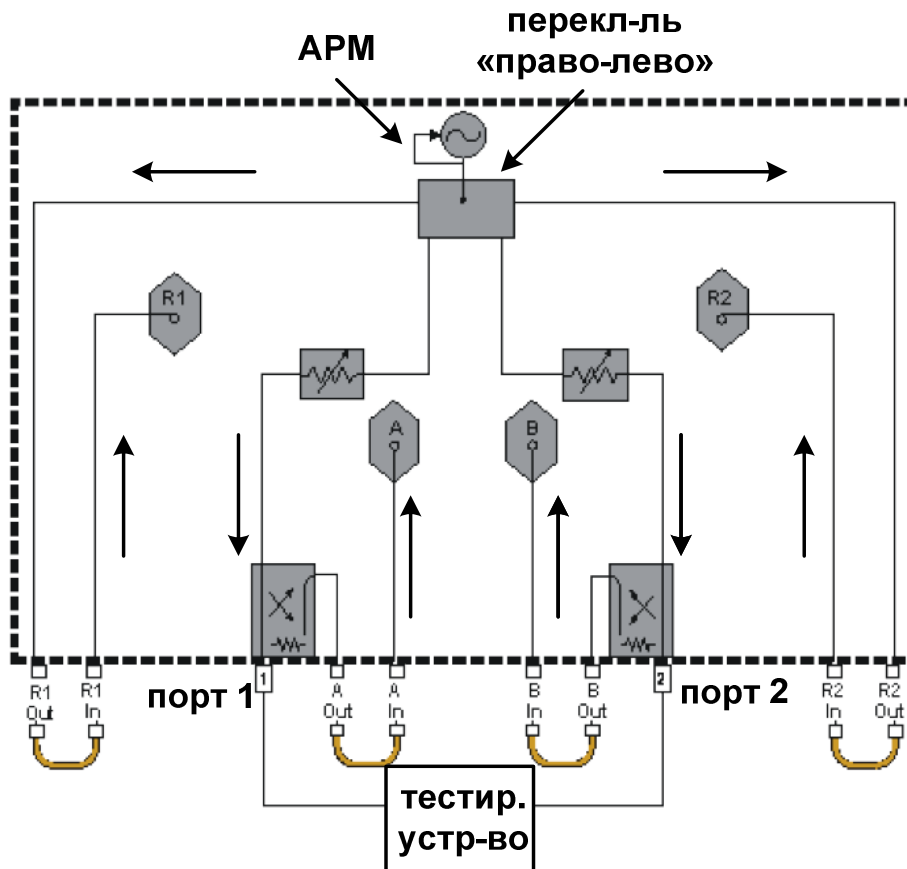 перекл-ль
«право-лево»
АРМ
R1
R2
A
B
1
2
порт 1
порт 2
R1
Out
R1
In
A
Out
A
In
B
In
B
Out
R2
In
R2
Out
тестир.
устр-во